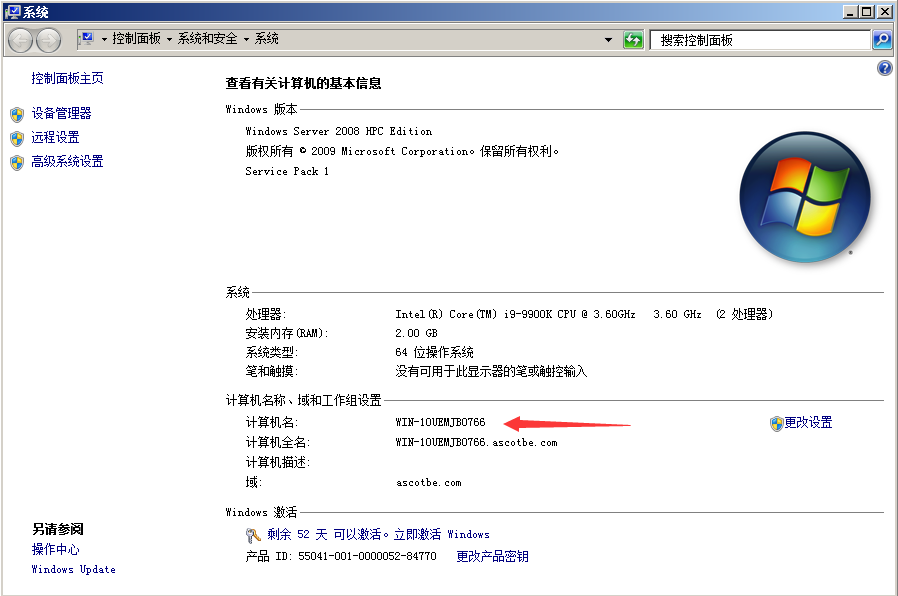 系统
控制面板 系统和安全 系统
搜索控制面板
控制面板主页
设备管理器
远程设置
高级系统设置
查看有关计算机的基本信息
Windows 版本
Windows Server 2008 HPC Edition
版权所有 © 2009 Microsoft Corporation。保留所有权利。
Service Pack 1
系统
处理器: Intel(R) Core(TM) i9-9900K CPU @ 3.60GHz 3.60 GHz (2 处理器)
安装内存(RAM): 2.00 GB
系统类型: 64 位操作系统
笔和触摸: 没有可用于此显示器的笔或触控输入
计算机名称、域和工作组设置
计算机名: WIN-10UEMJBO766 更改设置
计算机全名: WIN-10UEMJBO766.ascotbe.com
计算机描述:
域: ascotbe.com
Windows 激活
剩余 52 天 可以激活。立即激活 Windows
产品 ID: 55041-001-0000052-84770 更改产品密钥
另请参阅
操作中心
Windows Update